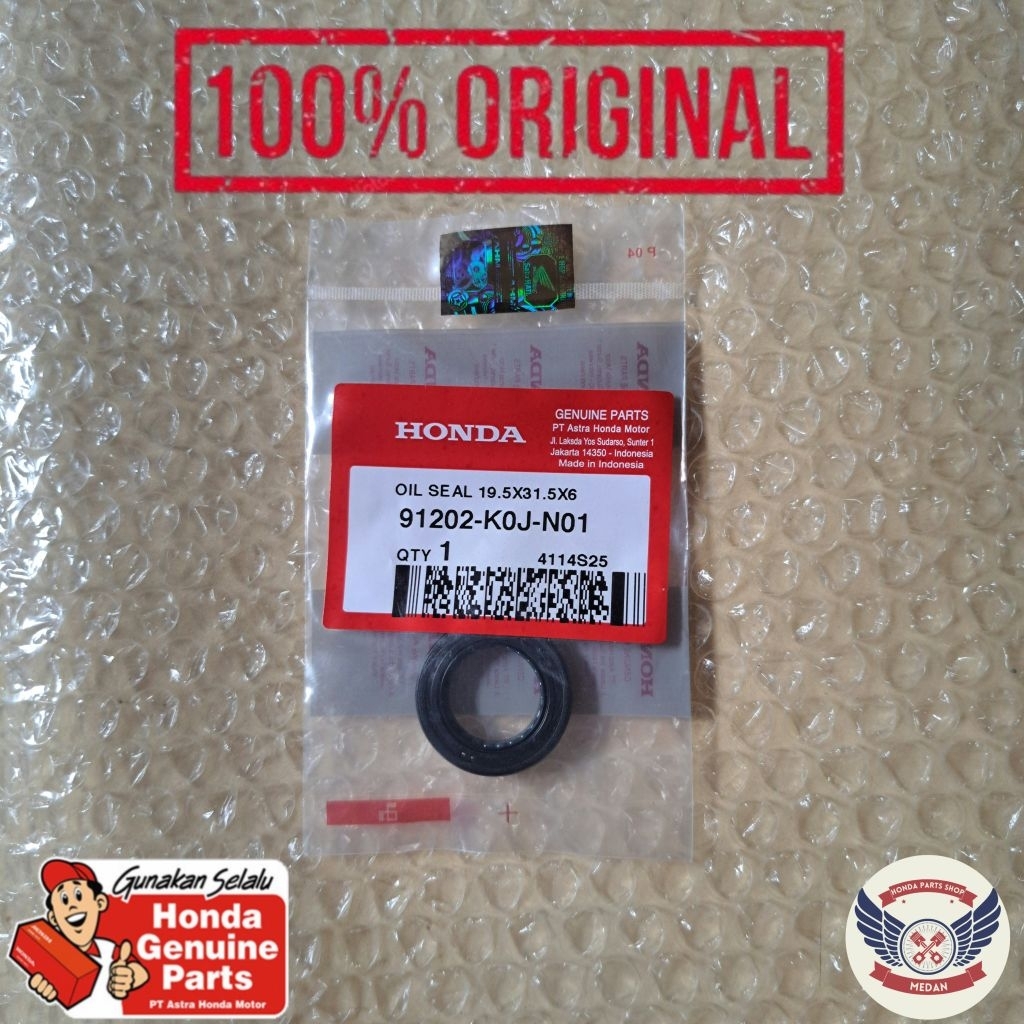 100% ORIGINAL
P 04
HONDA
GENUINE PARTS
PT Astra Honda Motor
Jl. Laksda Yos Sudarso, Sunter 1
Jakarta 14350 - Indonesia
Made in Indonesia
OIL SEAL 19.5X31.5X6
91202-K0J-N01
QTY 1
4114S25
Gunakan Selalu
Honda
Genuine
Parts
PT Astra Honda Motor
HONDA PARTS SHOP
MEDAN